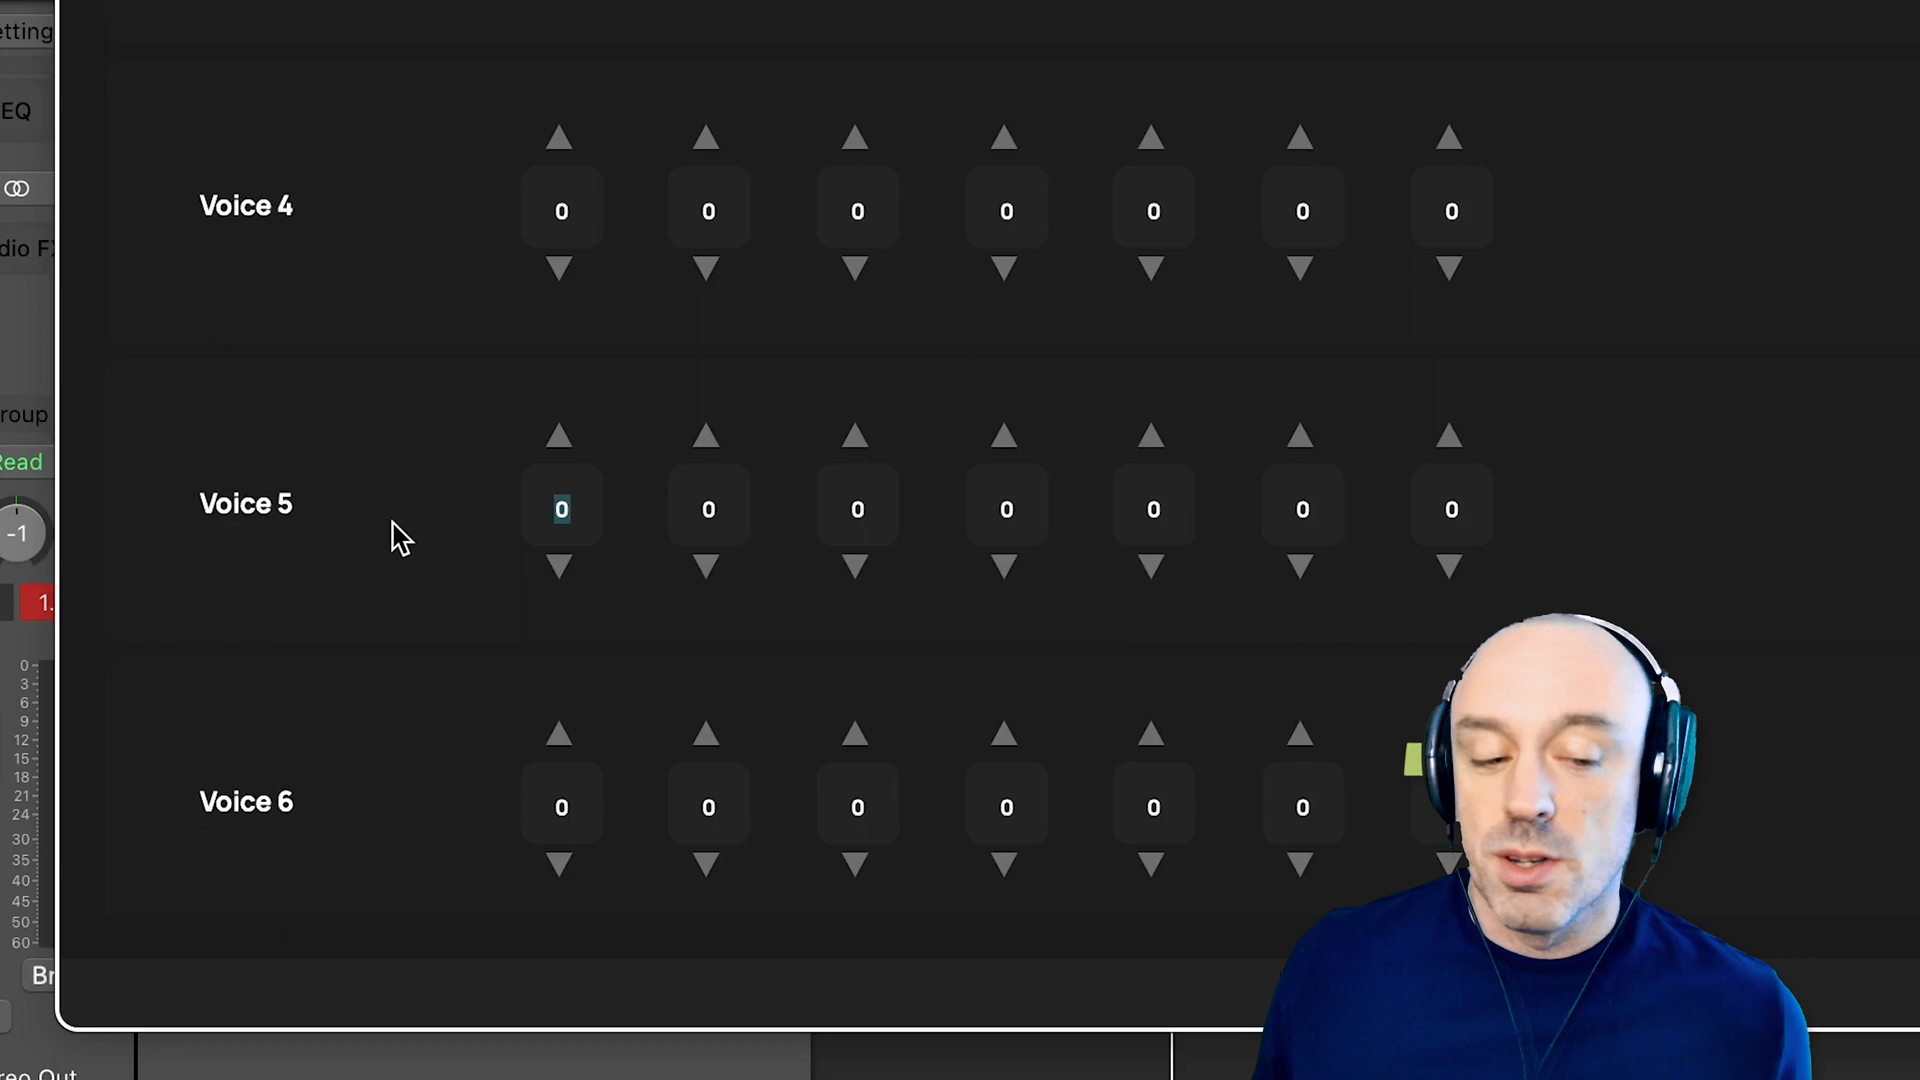 etting
EQ
dio F
roup
Read
-1
1.
0
3
6
9
12
15
18
21
24
30
35
40
45
50
60
Br
reo Out
Voice 4
0 0 0 0 0 0 0
Voice 5
0 0 0 0 0 0 0
Voice 6
0 0 0 0 0 0